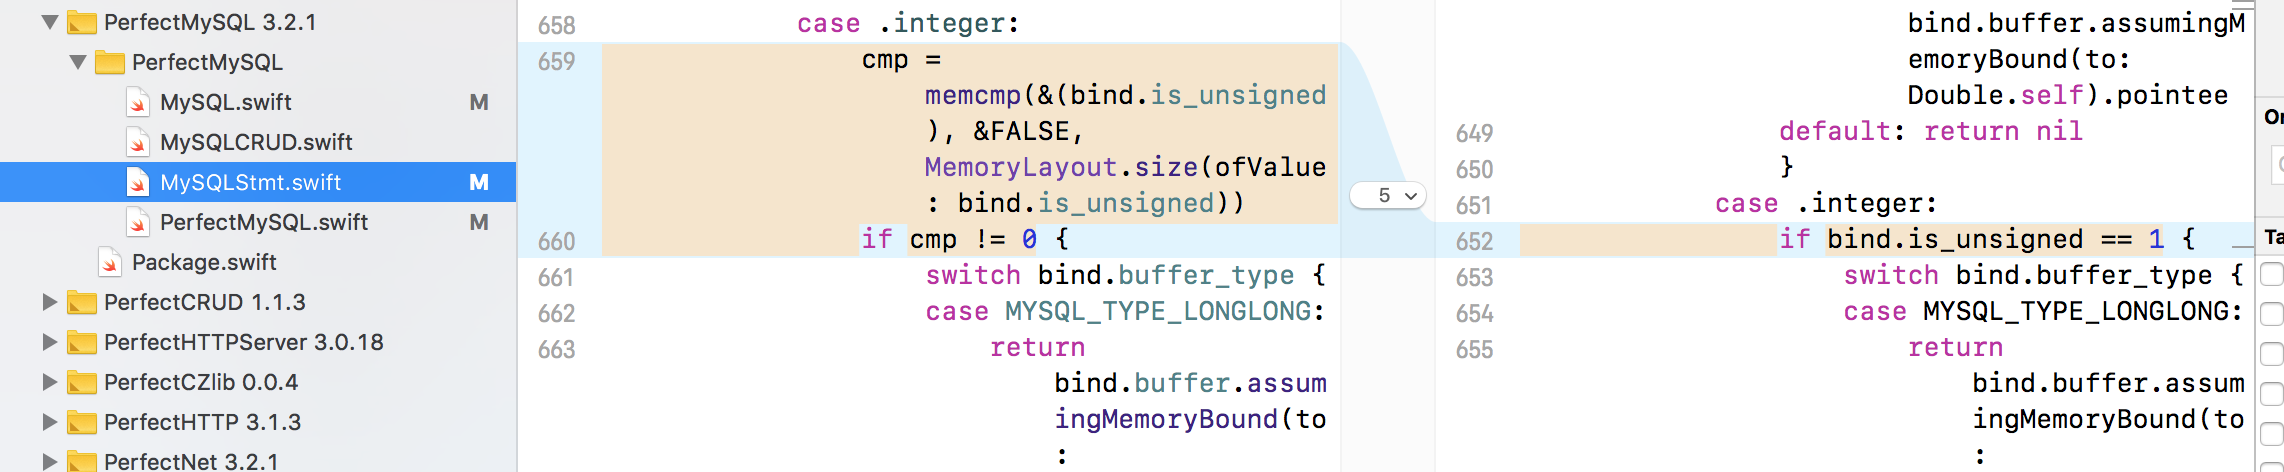 PerfectMySQL 3.2.1
PerfectMySQL
MySQL.swift M
MySQLCRUD.swift
MySQLStmt.swift M
PerfectMySQL.swift M
Package.swift
PerfectCRUD 1.1.3
PerfectHTTPServer 3.0.18
PerfectCZlib 0.0.4
PerfectHTTP 3.1.3
PerfectNet 3.2.1
658 case .integer:
659 cmp =
memcmp(&(bind.is_unsigned
), &FALSE,
MemoryLayout.size(ofValue
: bind.is_unsigned))
660 if cmp != 0 {
661 switch bind.buffer_type {
662 case MYSQL_TYPE_LONGLONG:
663 return
bind.buffer.assum
ingMemoryBound(to
:
5
bind.buffer.assumingM
emoryBound(to:
Double.self).pointee
649 default: return nil
650 }
651 case .integer:
652 if bind.is_unsigned == 1 {
653 switch bind.buffer_type {
654 case MYSQL_TYPE_LONGLONG:
655 return
bind.buffer.assum
ingMemoryBound(to
:
Ta